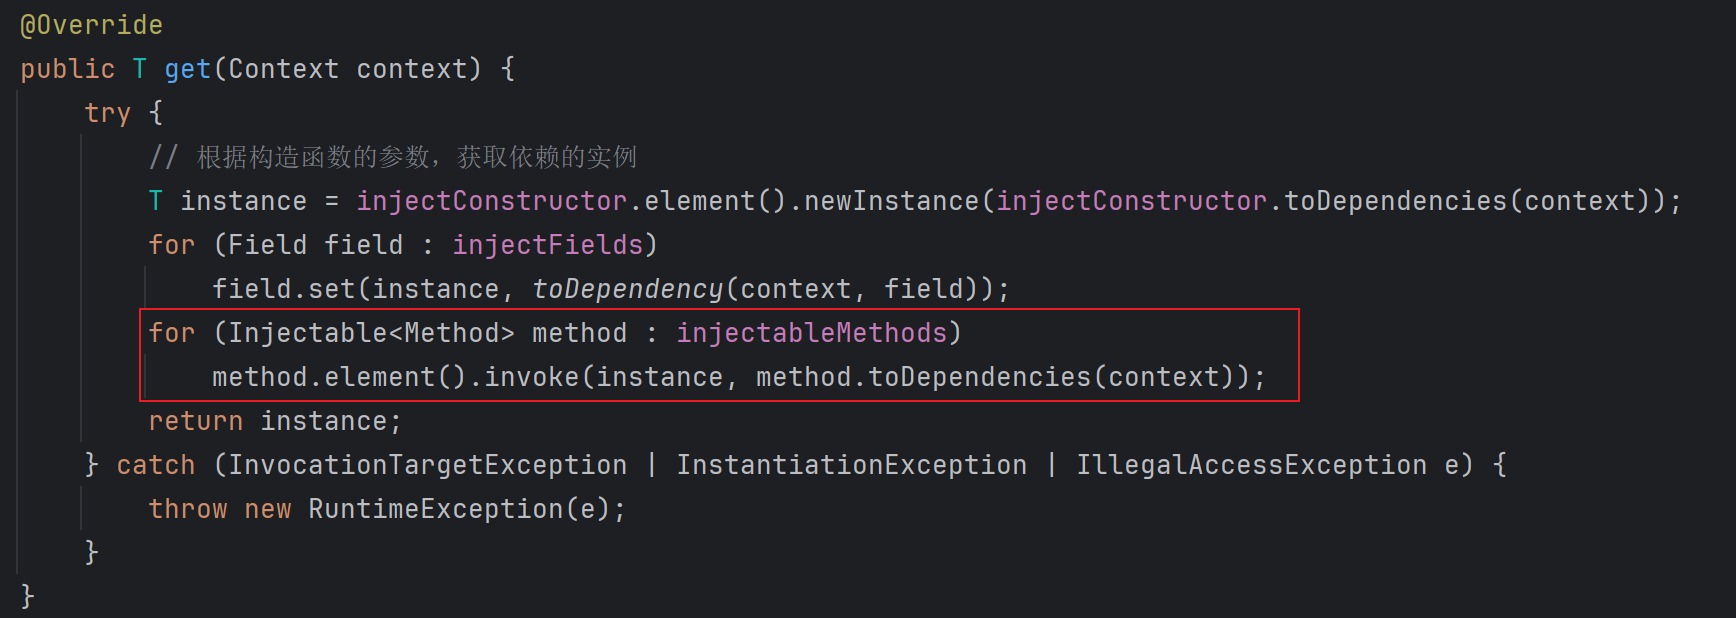 @Override
public T get(Context context) {
    try {
        // 根据构造函数的参数，获取依赖的实例
        T instance = injectConstructor.element().newInstance(injectConstructor.toDependencies(context));
        for (Field field : injectFields)
            field.set(instance, toDependency(context, field));
        for (Injectable<Method> method : injectableMethods)
            method.element().invoke(instance, method.toDependencies(context));
        return instance;
    } catch (InvocationTargetException | InstantiationException | IllegalAccessException e) {
        throw new RuntimeException(e);
    }
}